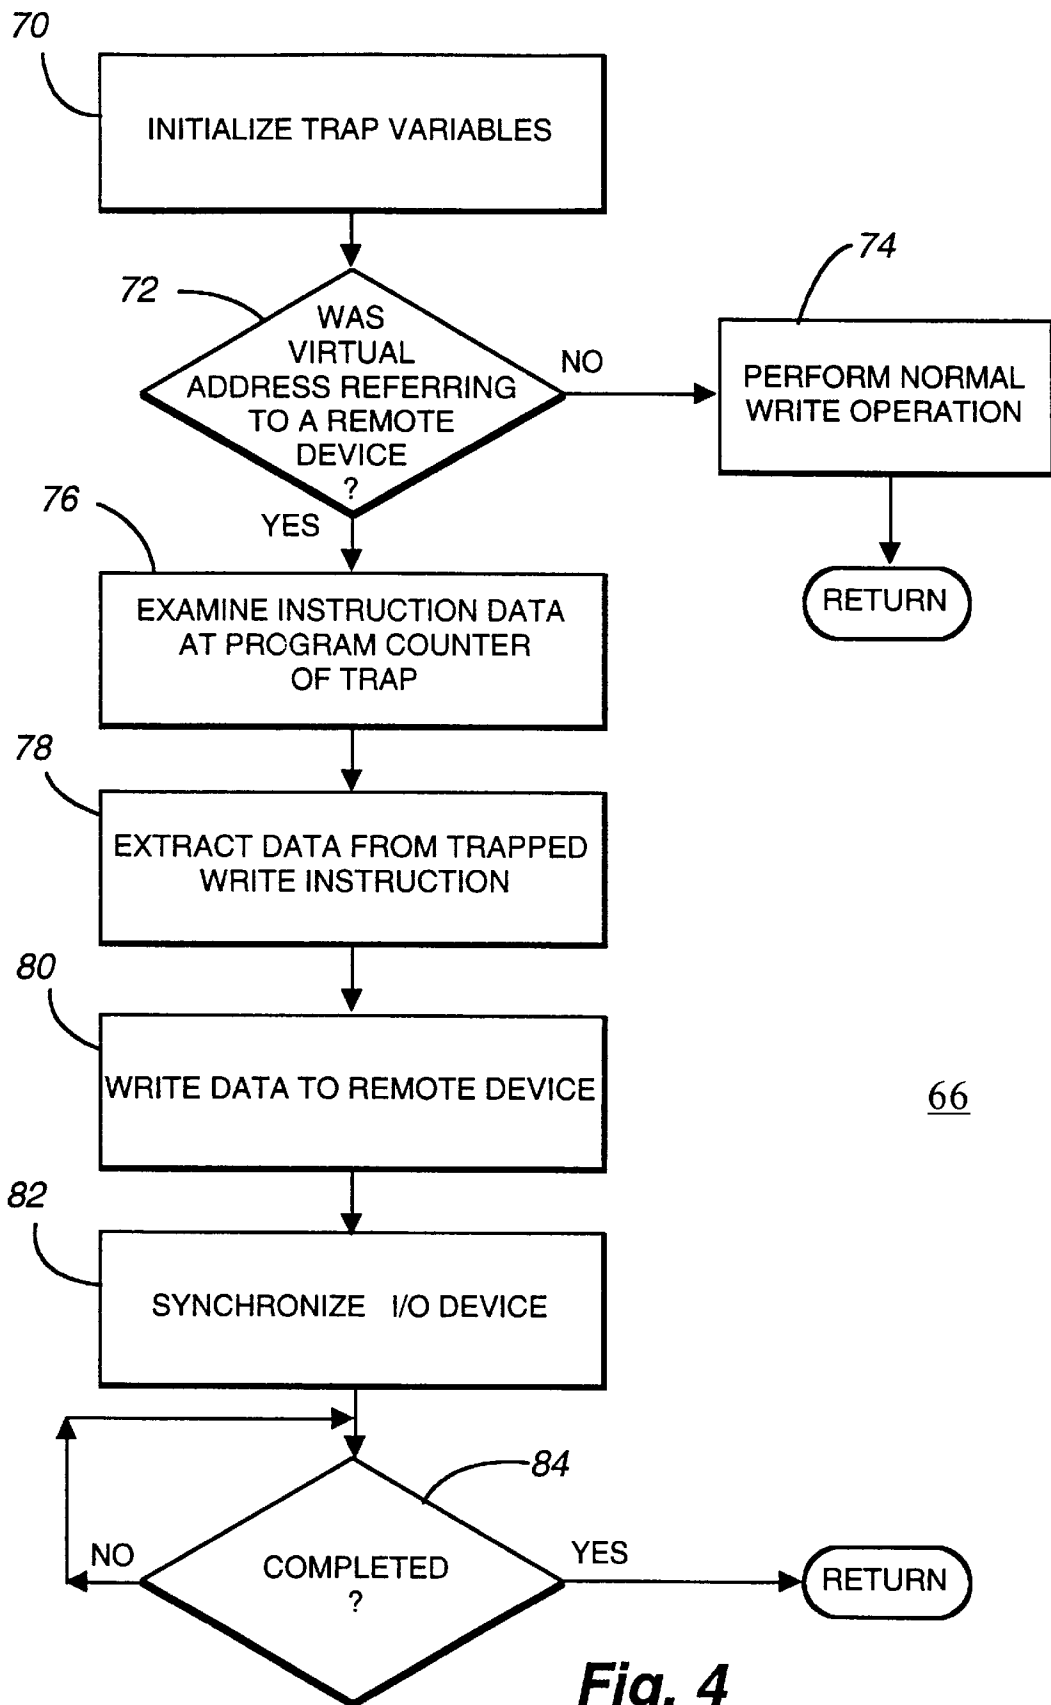 70
INITIALIZE TRAP VARIABLES
72
WAS
VIRTUAL
ADDRESS REFERRING
TO A REMOTE
DEVICE
?
NO
74
PERFORM NORMAL
WRITE OPERATION
RETURN
YES
76
EXAMINE INSTRUCTION DATA
AT PROGRAM COUNTER
OF TRAP
78
EXTRACT DATA FROM TRAPPED
WRITE INSTRUCTION
80
WRITE DATA TO REMOTE DEVICE
66
82
SYNCHRONIZE I/O DEVICE
84
COMPLETED
?
NO
YES
RETURN
Fig. 4